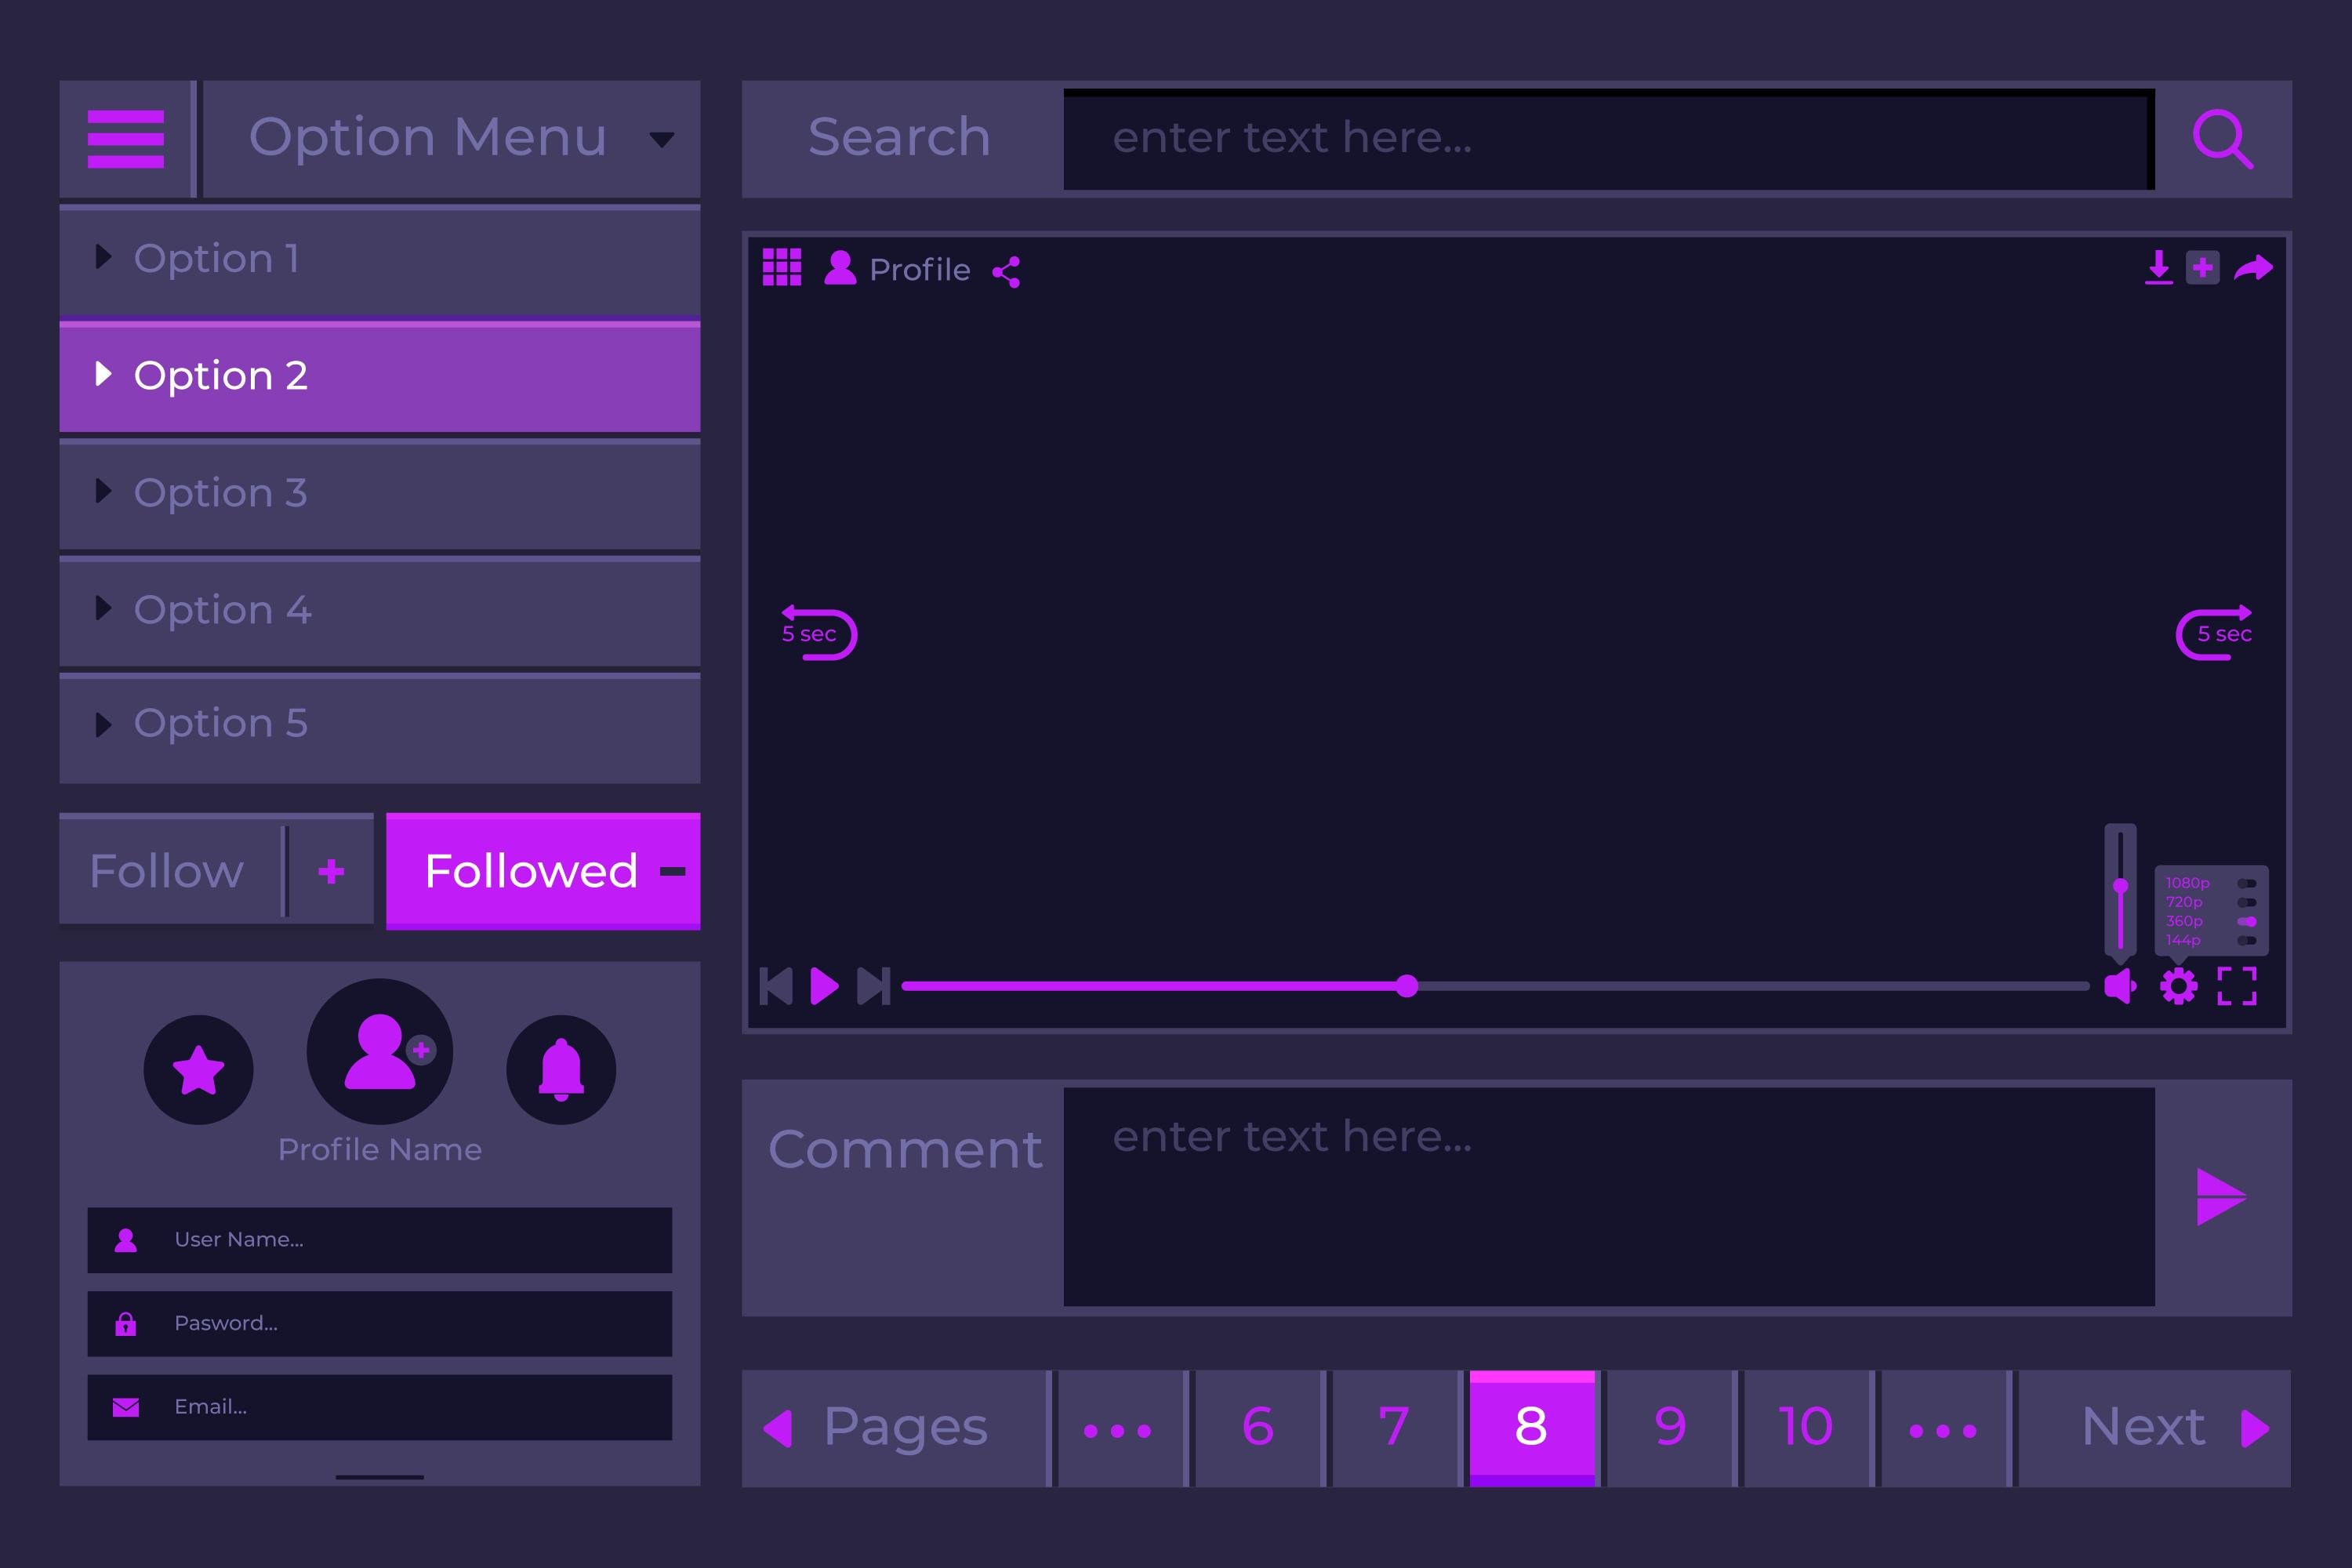 Option Menu
Option 1
Option 2
Option 3
Option 4
Option 5
Follow
Followed
Profile Name
User Name...
Pasword...
Email...
Search
enter text here...
Profile
5 sec
5 sec
1080p
720p
360p
144p
Comment
enter text here...
Pages ... 6 7 8 9 10 ... Next